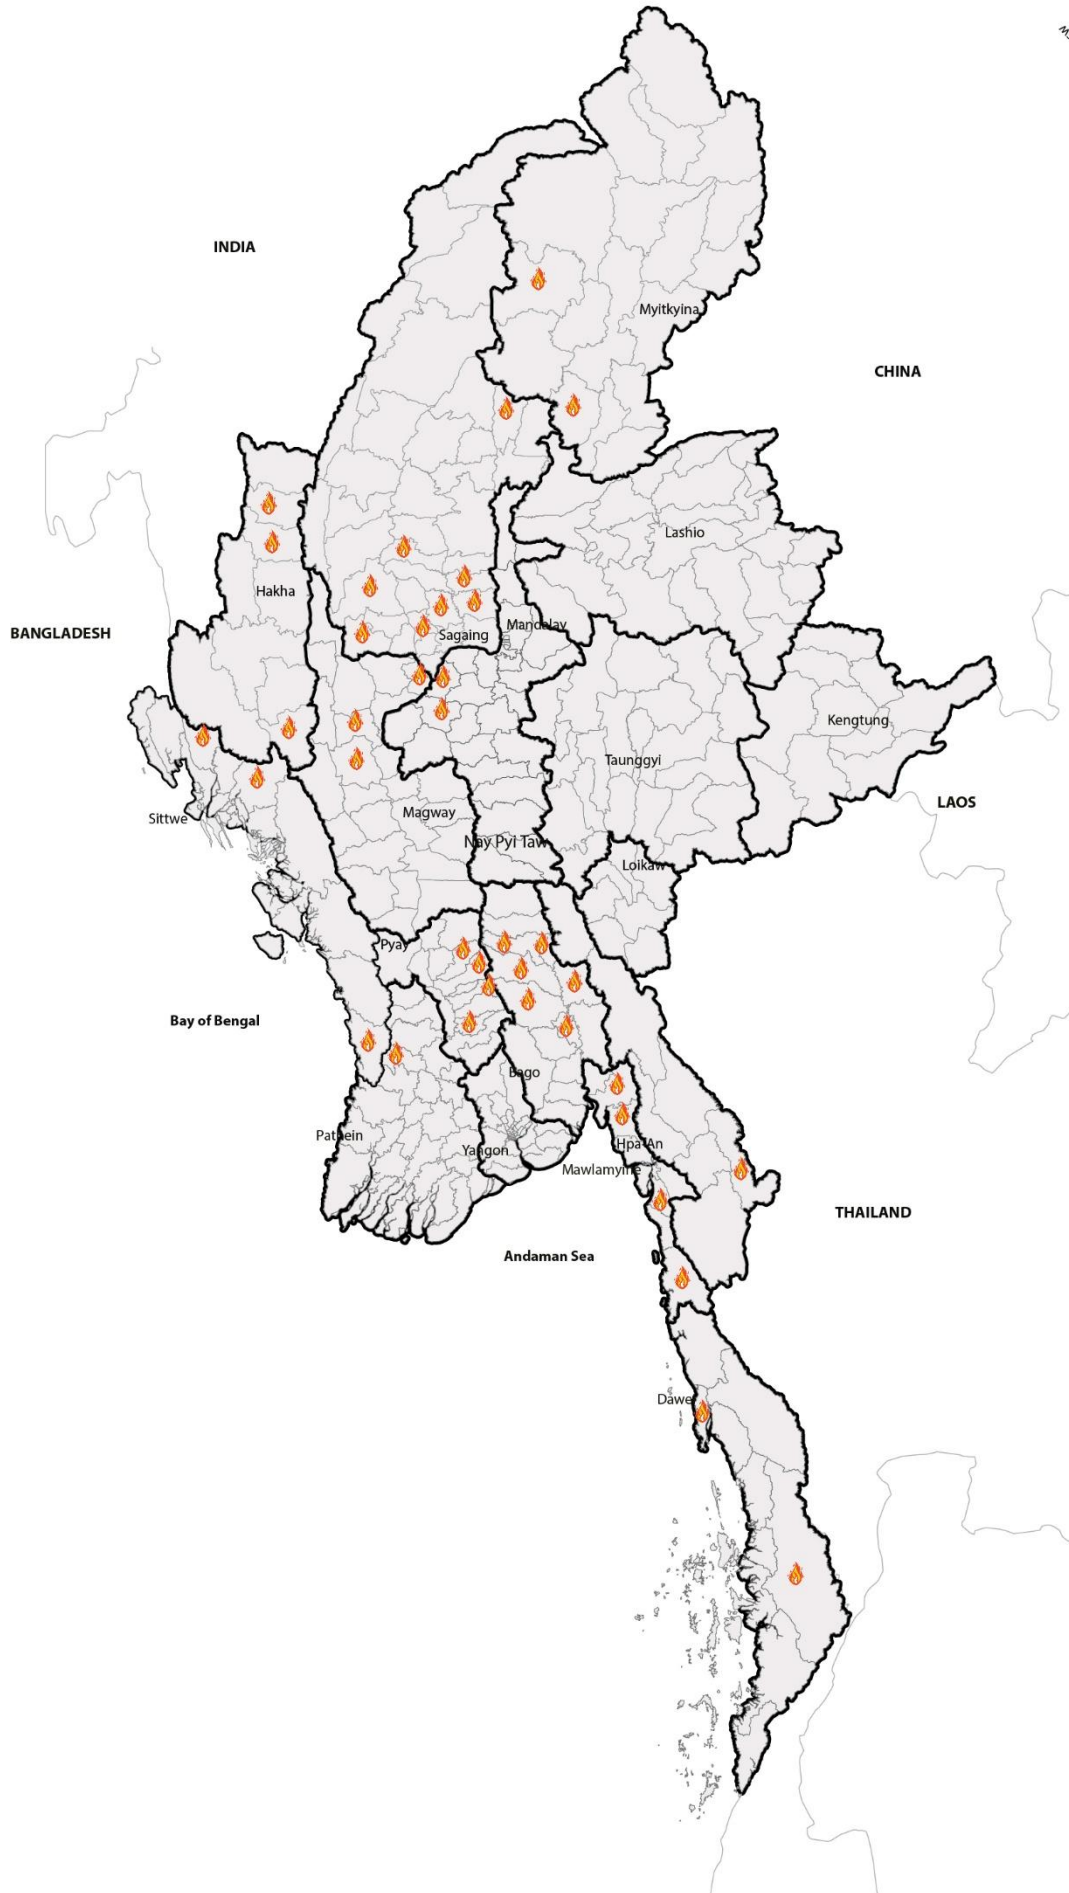 INDIA
Myitkyina
CHINA
Lashio
Hakha
Mandalay
BANGLADESH
Sagaing
Kengtung
Taunggyi
LAOS
Magway
Sittwe
Nay Pyi Taw
Loikaw
Pyay
Bay of Bengal
Bago
Pathein
Yangon
Hpa-An
Mawlamyine
THAILAND
Andaman Sea
Dawei